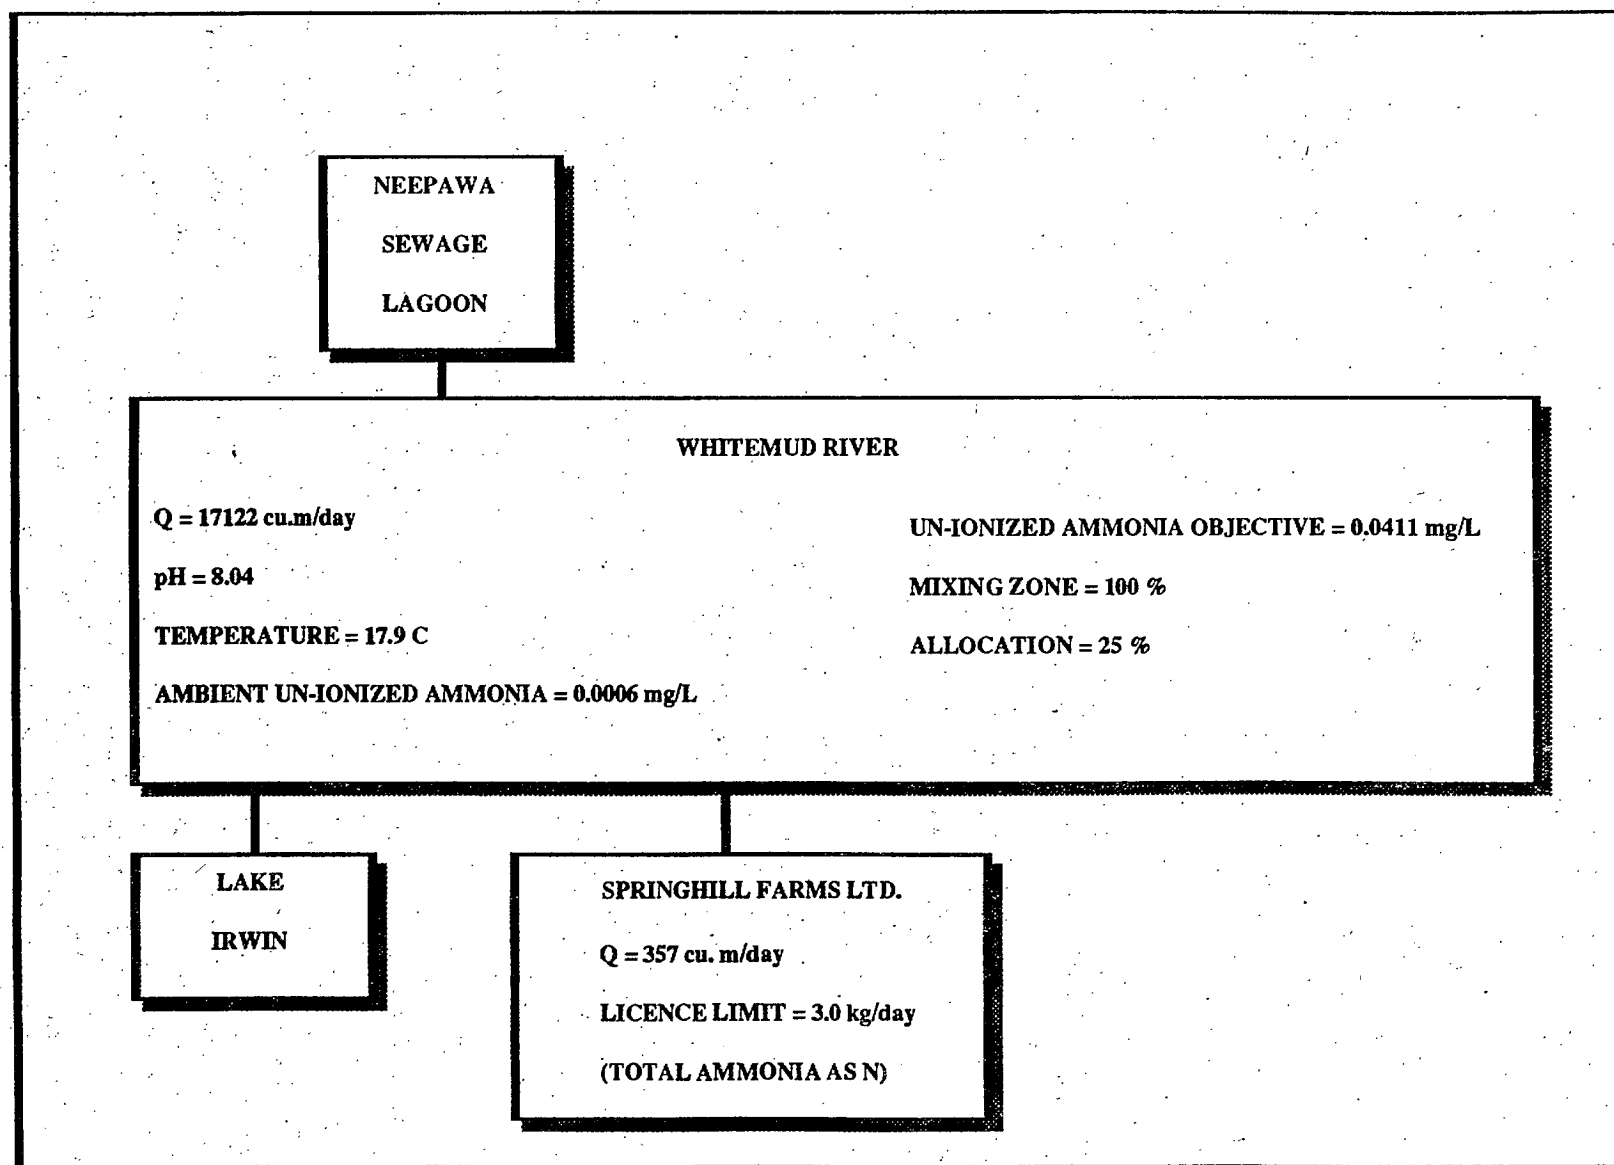 NEEPAWA
SEWAGE
LAGOON
WHITEMUD RIVER
Q = 17122 cu.m/day
pH = 8.04
TEMPERATURE = 17.9 C
AMBIENT UN-IONIZED AMMONIA = 0.0006 mg/L
UN-IONIZED AMMONIA OBJECTIVE = 0.0411 mg/L
MIXING ZONE = 100 %
ALLOCATION = 25 %
LAKE
IRWIN
SPRINGHILL FARMS LTD.
Q = 357 cu. m/day
LICENCE LIMIT = 3.0 kg/day
(TOTAL AMMONIA AS N)